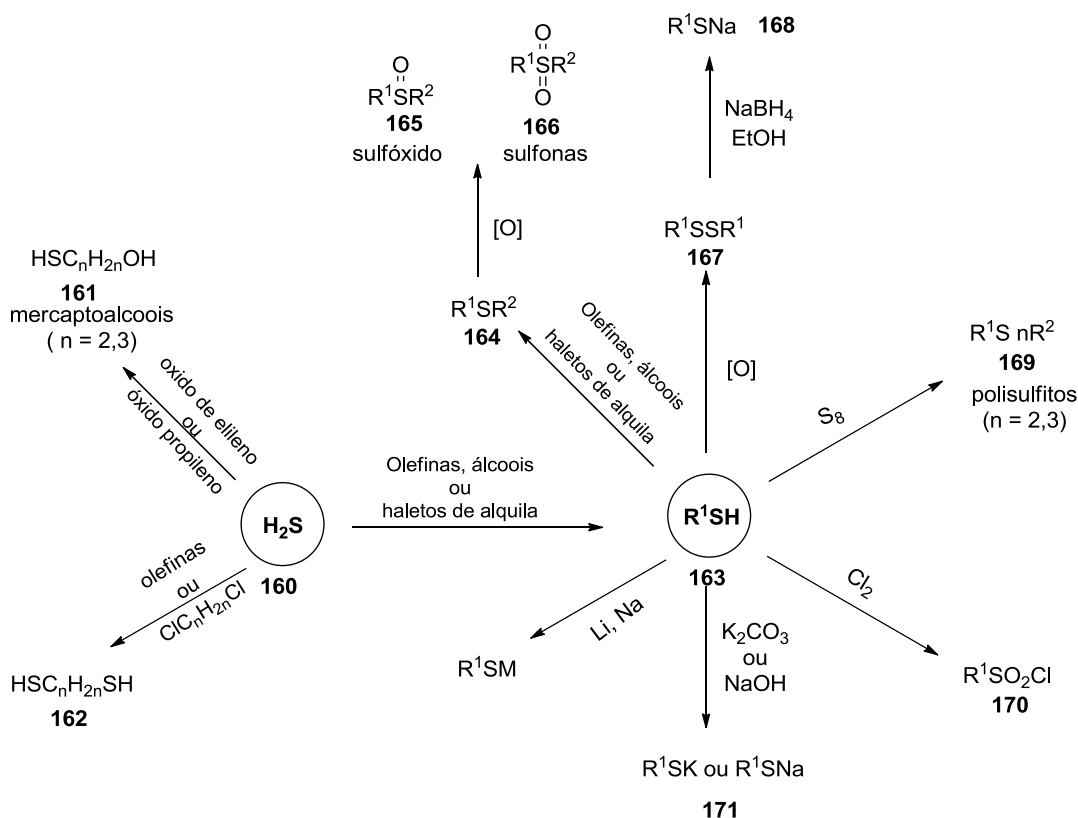 R¹SNa 168
O
R¹SR²
O
165
sulfóxido
O
R¹SR²
166
sulfonas
NaBH₄
EtOH
[O]
R¹SSR¹
167
HSCₙH₂ₙOH
161
mercaptoalcoois
( n = 2,3)
R¹SR²
164
Olefinas, álcoois
ou
haletos de alquila
[O]
R¹S nR²
169
polisulfitos
(n = 2,3)
oxido de elileno
ou
óxido propileno
S₈
Olefinas, álcoois
ou
haletos de alquila
H₂S
160
R¹SH
163
olefinas
ou
ClCₙH₂ₙCl
Li, Na
K₂CO₃
ou
NaOH
Cl₂
HSCₙH₂ₙSH
162
R¹SM
R¹SO₂Cl
170
R¹SK ou R¹SNa
171